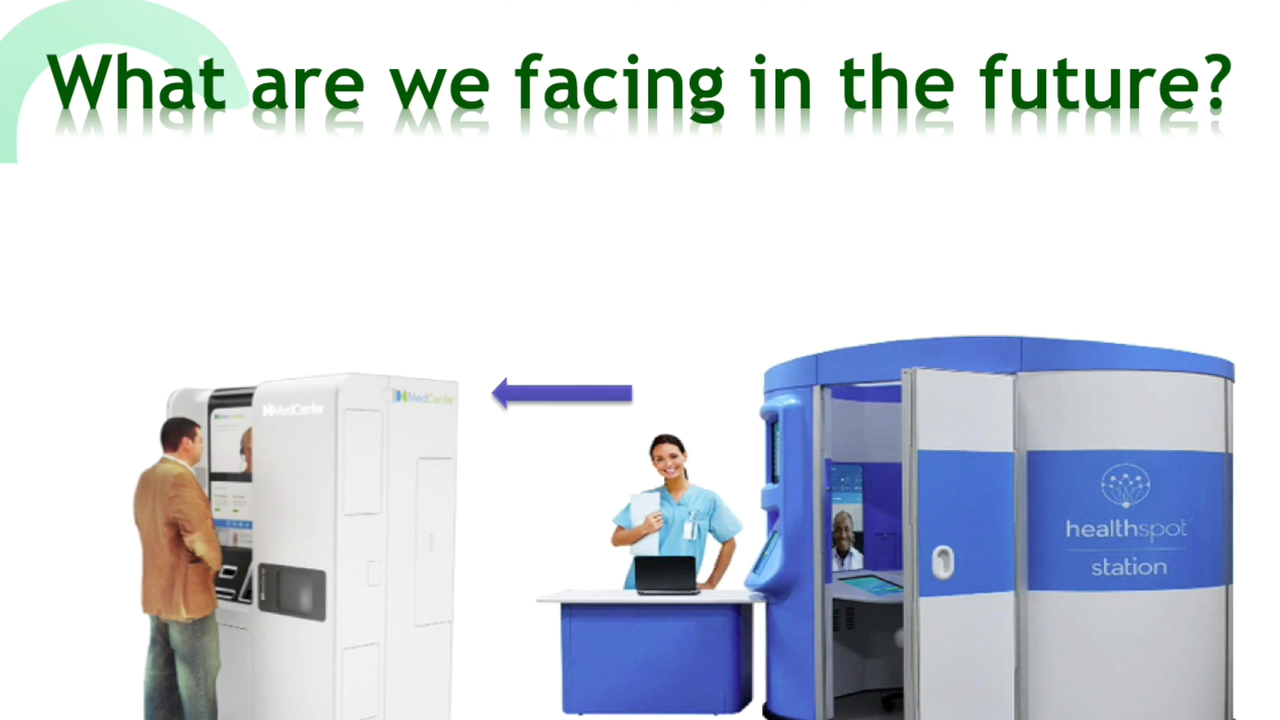 What are we facing in the future?
MedCenter
MedCenter
healthspot
station